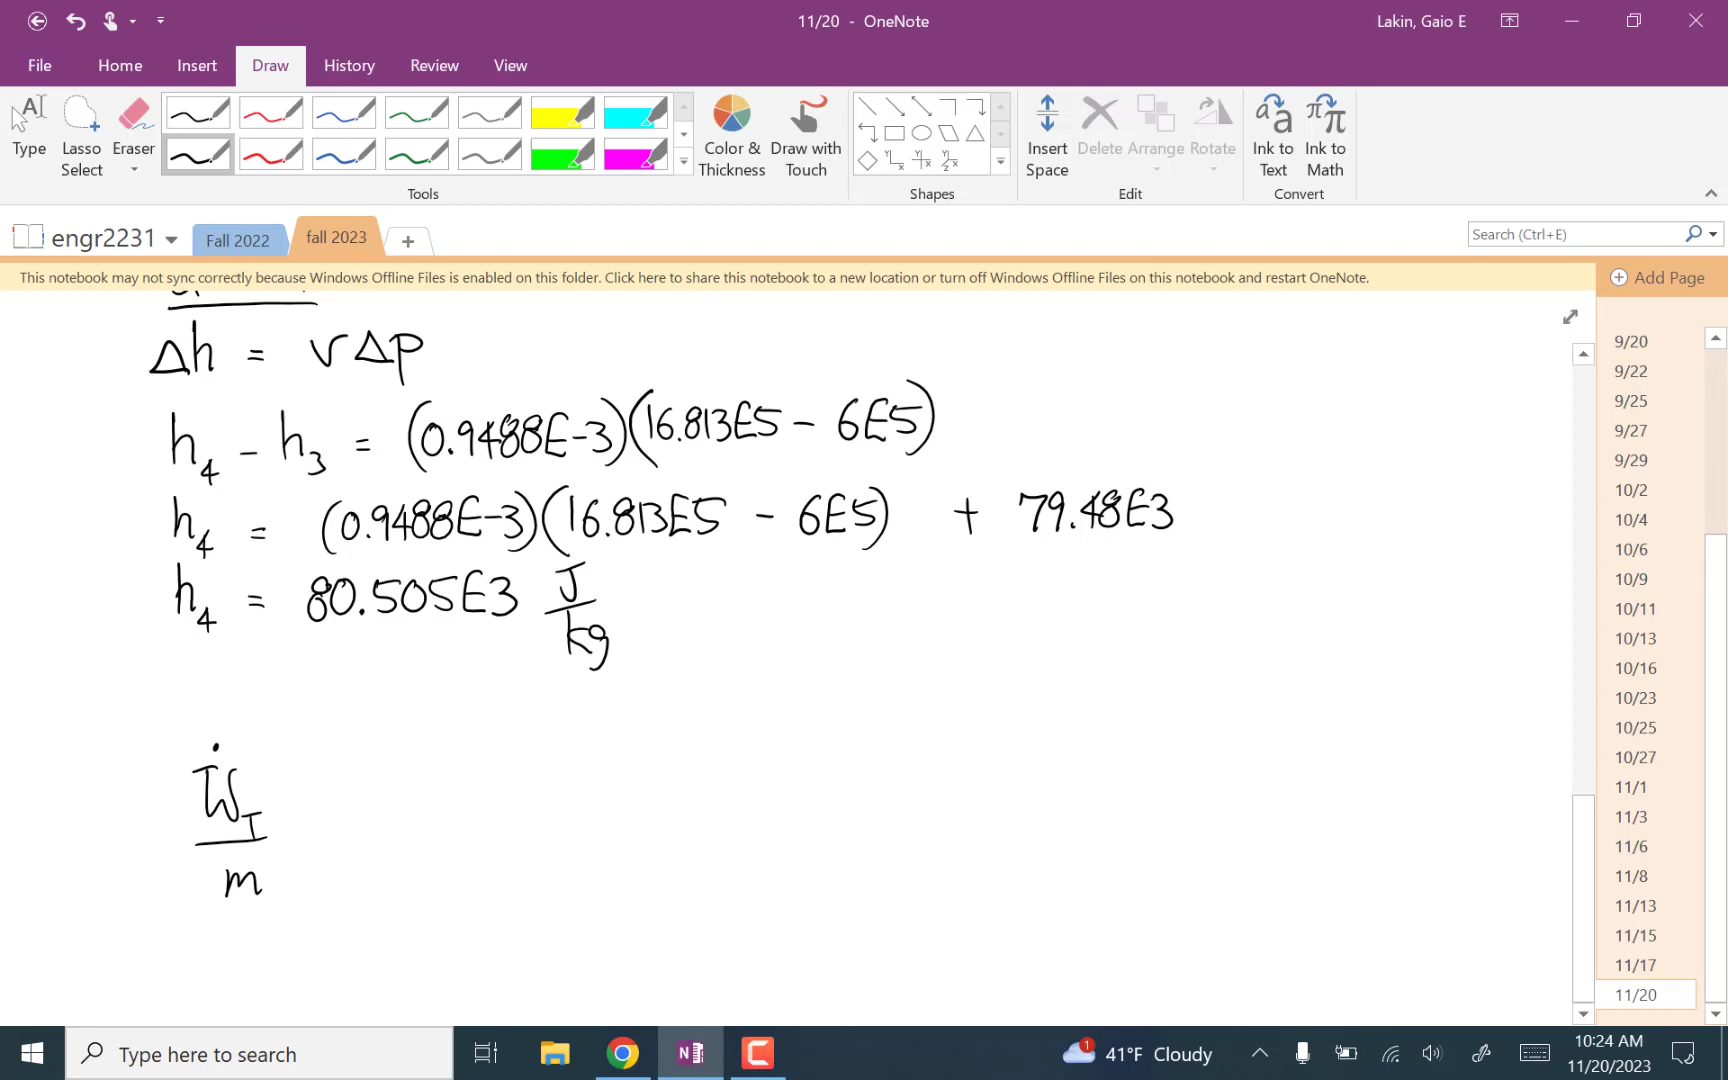 11/20 - OneNote
Lakin, Gaio E
File Home Insert Draw History Review View
Type
Lasso Select
Eraser
Color & Thickness
Draw with Touch
Insert Space
Delete
Arrange
Rotate
Ink to Text
Ink to Math
Tools
Shapes
Edit
Convert
engr2231
Fall 2022
fall 2023
Search (Ctrl+E)
This notebook may not sync correctly because Windows Offline Files is enabled on this folder. Click here to share this notebook to a new location or turn off Windows Offline Files on this notebook and restart OneNote.
Add Page
Δh = vΔp
h₄ - h₃ = (0.9488E-3)(16.813E5 - 6E5)
h₄ = (0.9488E-3)(16.813E5 - 6E5) + 79.48E3
h₄ = 80.505E3 J/kg
Ẇ_I
m
9/20
9/22
9/25
9/27
9/29
10/2
10/4
10/6
10/9
10/11
10/13
10/16
10/23
10/25
10/27
11/1
11/3
11/6
11/8
11/13
11/15
11/17
11/20
Type here to search
1
41°F Cloudy
10:24 AM
11/20/2023